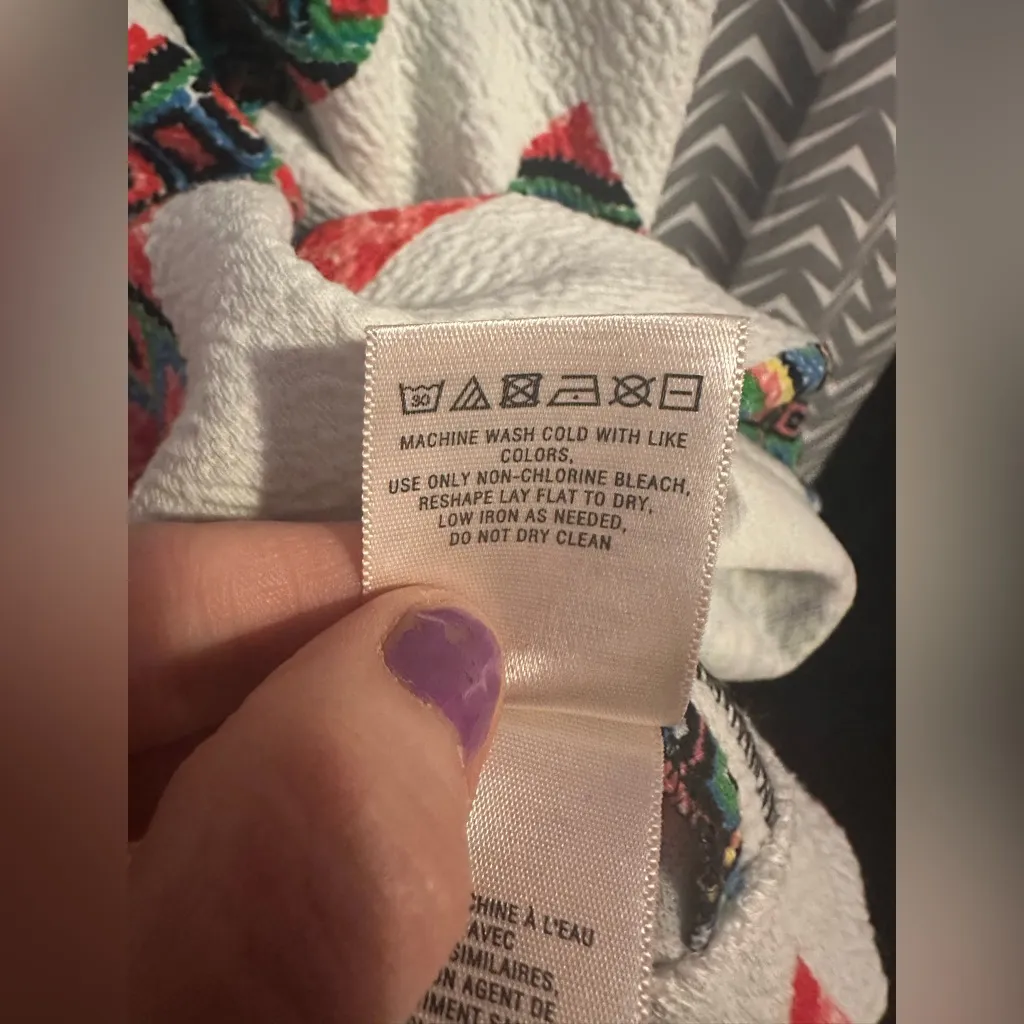 30
MACHINE WASH COLD WITH LIKE
COLORS,
USE ONLY NON-CHLORINE BLEACH,
RESHAPE LAY FLAT TO DRY,
LOW IRON AS NEEDED,
DO NOT DRY CLEAN
À L'EAU
AVEC
SIMILAIRES,
AGENT DE